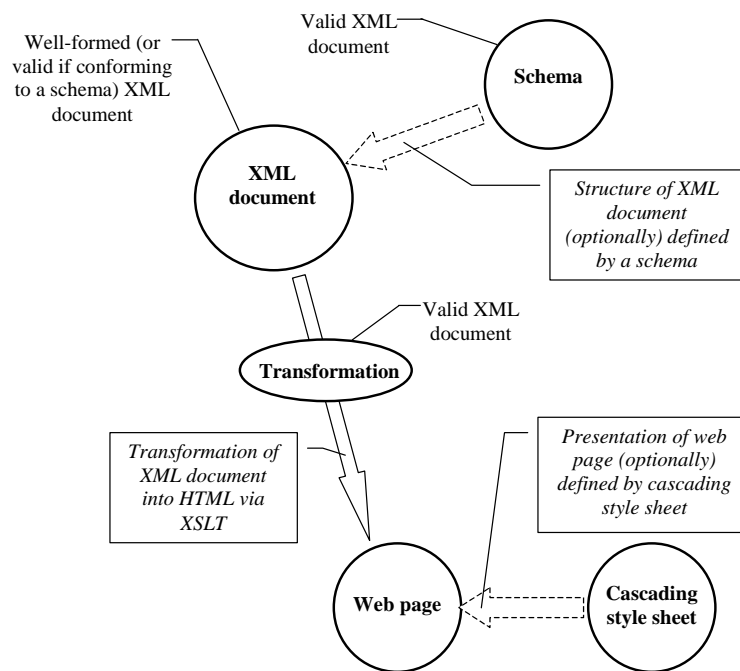 Valid XML
document
Schema
Well-formed (or
valid if conforming
to a schema) XML
document
XML
document
Structure of XML
document
(optionally) defined
by a schema
Valid XML
document
Transformation
Transformation of
XML document
into HTML via
XSLT
Presentation of web
page (optionally)
defined by cascading
style sheet
Web page
Cascading
style sheet